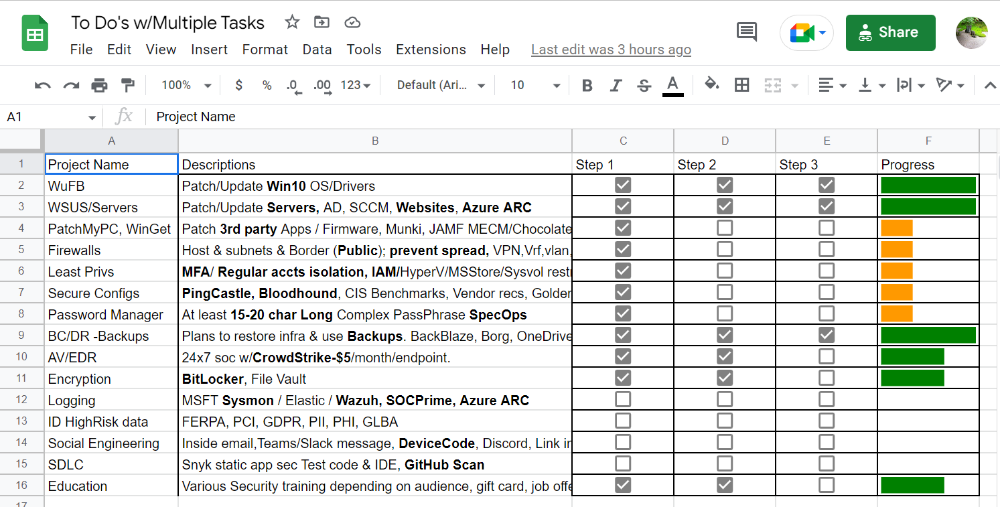 To Do's w/Multiple Tasks
File Edit View Insert Format Data Tools Extensions Help Last edit was 3 hours ago
Share
100% $ % .0 .00 123 Default (Ari... 10 B I S A
A1 fx Project Name
A B C D E F
1 Project Name Descriptions Step 1 Step 2 Step 3 Progress
2 WuFB Patch/Update Win10 OS/Drivers
3 WSUS/Servers Patch/Update Servers, AD, SCCM, Websites, Azure ARC
4 PatchMyPC, WinGet Patch 3rd party Apps / Firmware, Munki, JAMF MECM/Chocolate
5 Firewalls Host & subnets & Border (Public); prevent spread, VPN,Vrf,vlan,
6 Least Privs MFA/ Regular accts isolation, IAM/HyperV/MSStore/Sysvol restr
7 Secure Configs PingCastle, Bloodhound, CIS Benchmarks, Vendor recs, Golden
8 Password Manager At least 15-20 char Long Complex PassPhrase SpecOps
9 BC/DR -Backups Plans to restore infra & use Backups. BackBlaze, Borg, OneDrive
10 AV/EDR 24x7 soc w/CrowdStrike-$5/month/endpoint.
11 Encryption BitLocker, File Vault
12 Logging MSFT Sysmon / Elastic / Wazuh, SOCPrime, Azure ARC
13 ID HighRisk data FERPA, PCI, GDPR, PII, PHI, GLBA
14 Social Engineering Inside email,Teams/Slack message, DeviceCode, Discord, Link in
15 SDLC Snyk static app sec Test code & IDE, GitHub Scan
16 Education Various Security training depending on audience, gift card, job offe
17